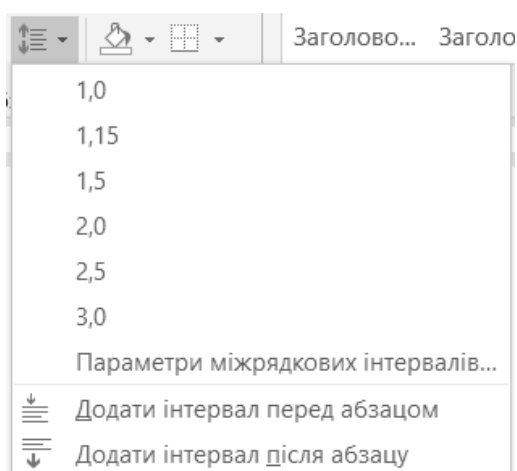 Заголово... Заголо
1,0
1,15
1,5
2,0
2,5
3,0
Параметри міжрядкових інтервалів...
Додати інтервал перед абзацом
Додати інтервал після абзацу